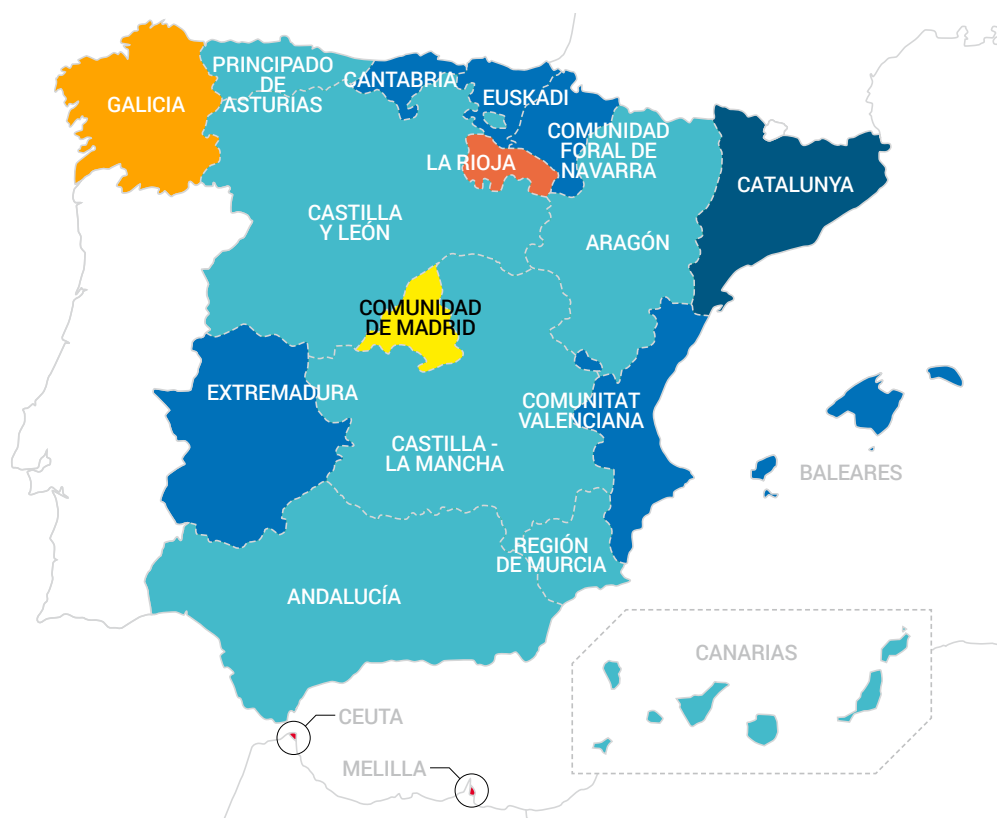 PRINCIPADO
DE
ASTURIAS
CANTABRIA
EUSKADI
GALICIA
COMUNIDAD
FORAL DE
NAVARRA
LA RIOJA
CATALUNYA
CASTILLA
Y LEÓN
ARAGÓN
COMUNIDAD
DE MADRID
EXTREMADURA
COMUNITAT
VALENCIANA
CASTILLA -
LA MANCHA
BALEARES
REGIÓN
DE MURCIA
ANDALUCÍA
CANARIAS
CEUTA
MELILLA